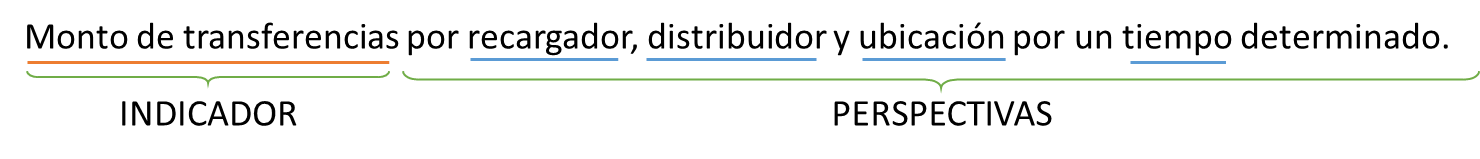 Monto de transferencias por recargador, distribuidor y ubicación por un tiempo determinado.
INDICADOR PERSPECTIVAS